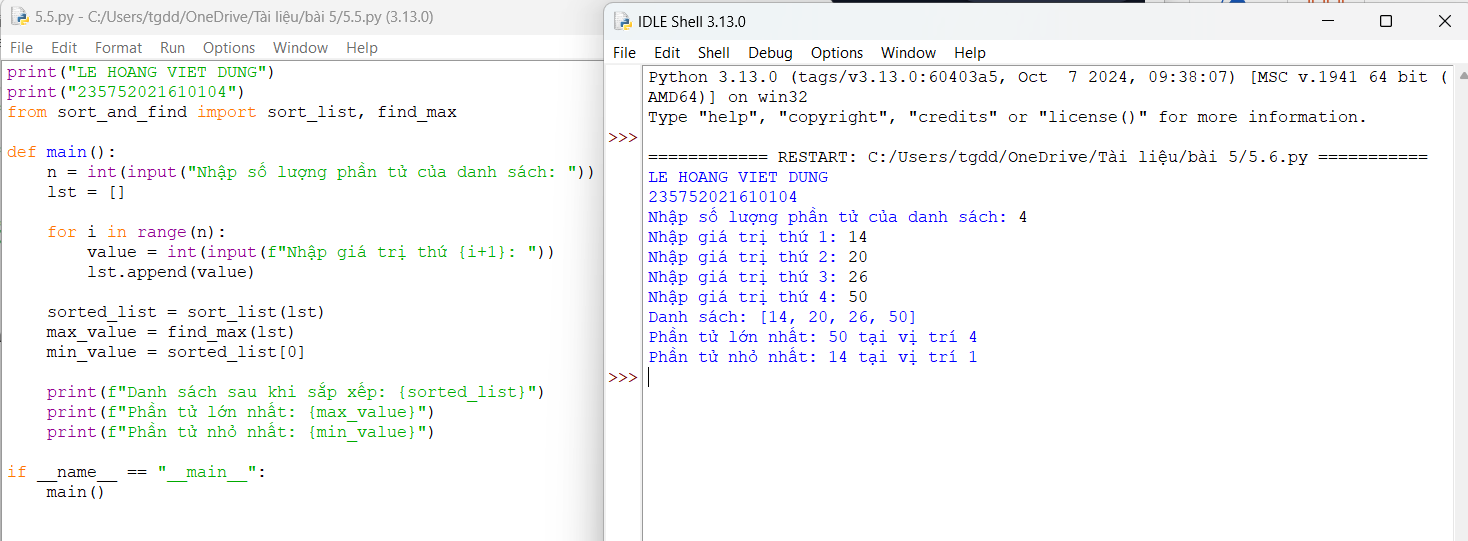 5.5.py - C:/Users/tgdd/OneDrive/Tài liệu/bài 5/5.5.py (3.13.0)
File Edit Format Run Options Window Help
print("LE HOANG VIET DUNG")
print("235752021610104")
from sort_and_find import sort_list, find_max
def main():
n = int(input("Nhập số lượng phần tử của danh sách: "))
lst = []
for i in range(n):
value = int(input(f"Nhập giá trị thứ {i+1}: "))
lst.append(value)
sorted_list = sort_list(lst)
max_value = find_max(lst)
min_value = sorted_list[0]
print(f"Danh sách sau khi sắp xếp: {sorted_list}")
print(f"Phần tử lớn nhất: {max_value}")
print(f"Phần tử nhỏ nhất: {min_value}")
if __name__ == "__main__":
main()
IDLE Shell 3.13.0
File Edit Shell Debug Options Window Help
Python 3.13.0 (tags/v3.13.0:60403a5, Oct  7 2024, 09:38:07) [MSC v.1941 64 bit (
AMD64)] on win32
Type "help", "copyright", "credits" or "license()" for more information.
>>>
============ RESTART: C:/Users/tgdd/OneDrive/Tài liệu/bài 5/5.6.py ===========
LE HOANG VIET DUNG
235752021610104
Nhập số lượng phần tử của danh sách: 4
Nhập giá trị thứ 1: 14
Nhập giá trị thứ 2: 20
Nhập giá trị thứ 3: 26
Nhập giá trị thứ 4: 50
Danh sách: [14, 20, 26, 50]
Phần tử lớn nhất: 50 tại vị trí 4
Phần tử nhỏ nhất: 14 tại vị trí 1
>>>